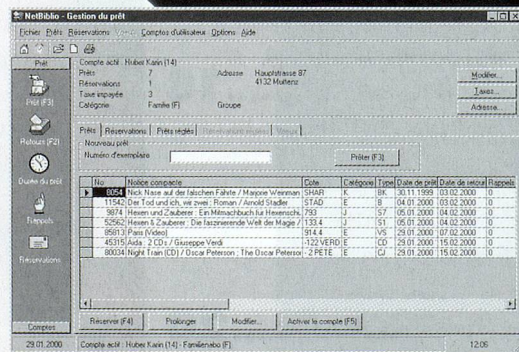 NetBiblio - Gestion du prêt
Fichier Prêts Réservations Comptes d'utilisateur Options Aide
Prêt
Compte actif : Huber Karin (14)
Prêts 7 Adresse Hauptstrasse 87
Réservations 1 4132 Muttenz
Taxe impayée 3
Catégorie Famille (F) Groupe
Modifier...
Taxes...
Adresse...
Prêt (F3)
Retours (F2)
Durée du prêt
Rappels
Réservations
Comptes
Prêts Réservations Prêts réglés Réservations réglées Voeux
Nouveau prêt
Numéro d'exemplaire Prêter (F3)
No Notice compacte Cote Catégorie Type Date de prêt Date de retour Rappels
8054 Nick Nase auf der falschen Fährte / Marjorie Weinman SHAR K BK 30.11.1999 03.02.2000 0
11542 Der Tod und ich, wir zwei : Roman / Arnold Stadler STAD E B 04.01.2000 03.02.2000 0
9874 Hexen und Zauberer : Ein Mitmachbuch für Hexenschu 793 J S7 05.01.2000 04.02.2000 0
52562 Hexen & Zauberer : Die faszinierende Welt der Magie / 133.4 J S1 05.01.2000 04.02.2000 0
85813 Paris (Video) 914.4 E VS 29.01.2000 07.02.2000 0
45315 Aida : 2 CDs / Giuseppe Verdi -122 VERD E CD 29.01.2000 15.02.2000 0
80034 Night Train (CD) / Oscar Peterson ; The Oscar Peterson - 2 PETE E CJ 29.01.2000 15.02.2000 0
Réserver (F4) Prolonger Modifier... Activer le compte (F5)
29.01.2000 Compte actif : Huber Karin (14) - Familienabo (F) 12:06